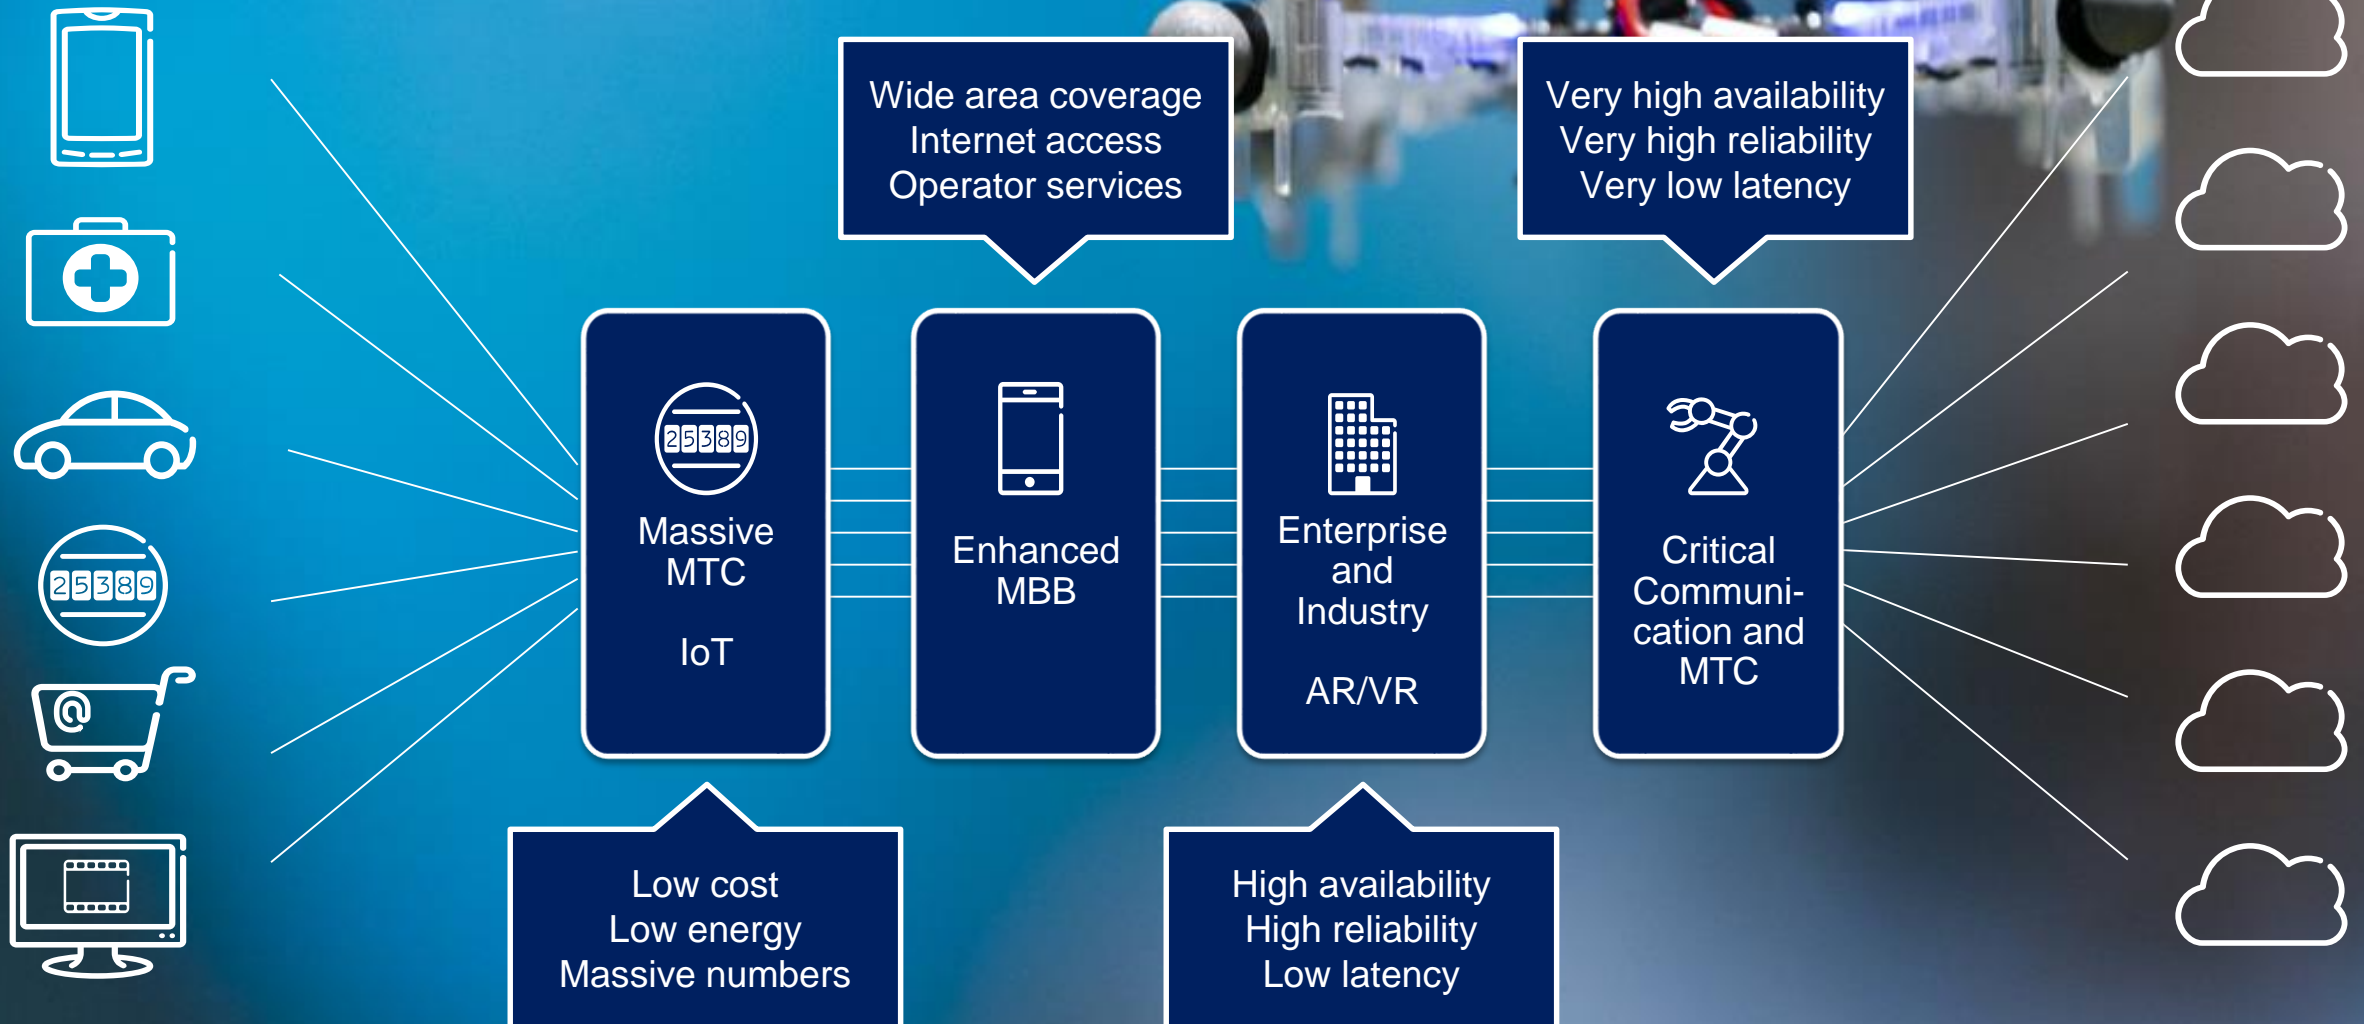 Wide area coverage
Internet access
Operator services
Very high availability
Very high reliability
Very low latency
25389
Massive
MTC
IoT
Enhanced
MBB
Enterprise
and
Industry
AR/VR
Critical
Communi-
cation and
MTC
25389
@
Low cost
Low energy
Massive numbers
High availability
High reliability
Low latency